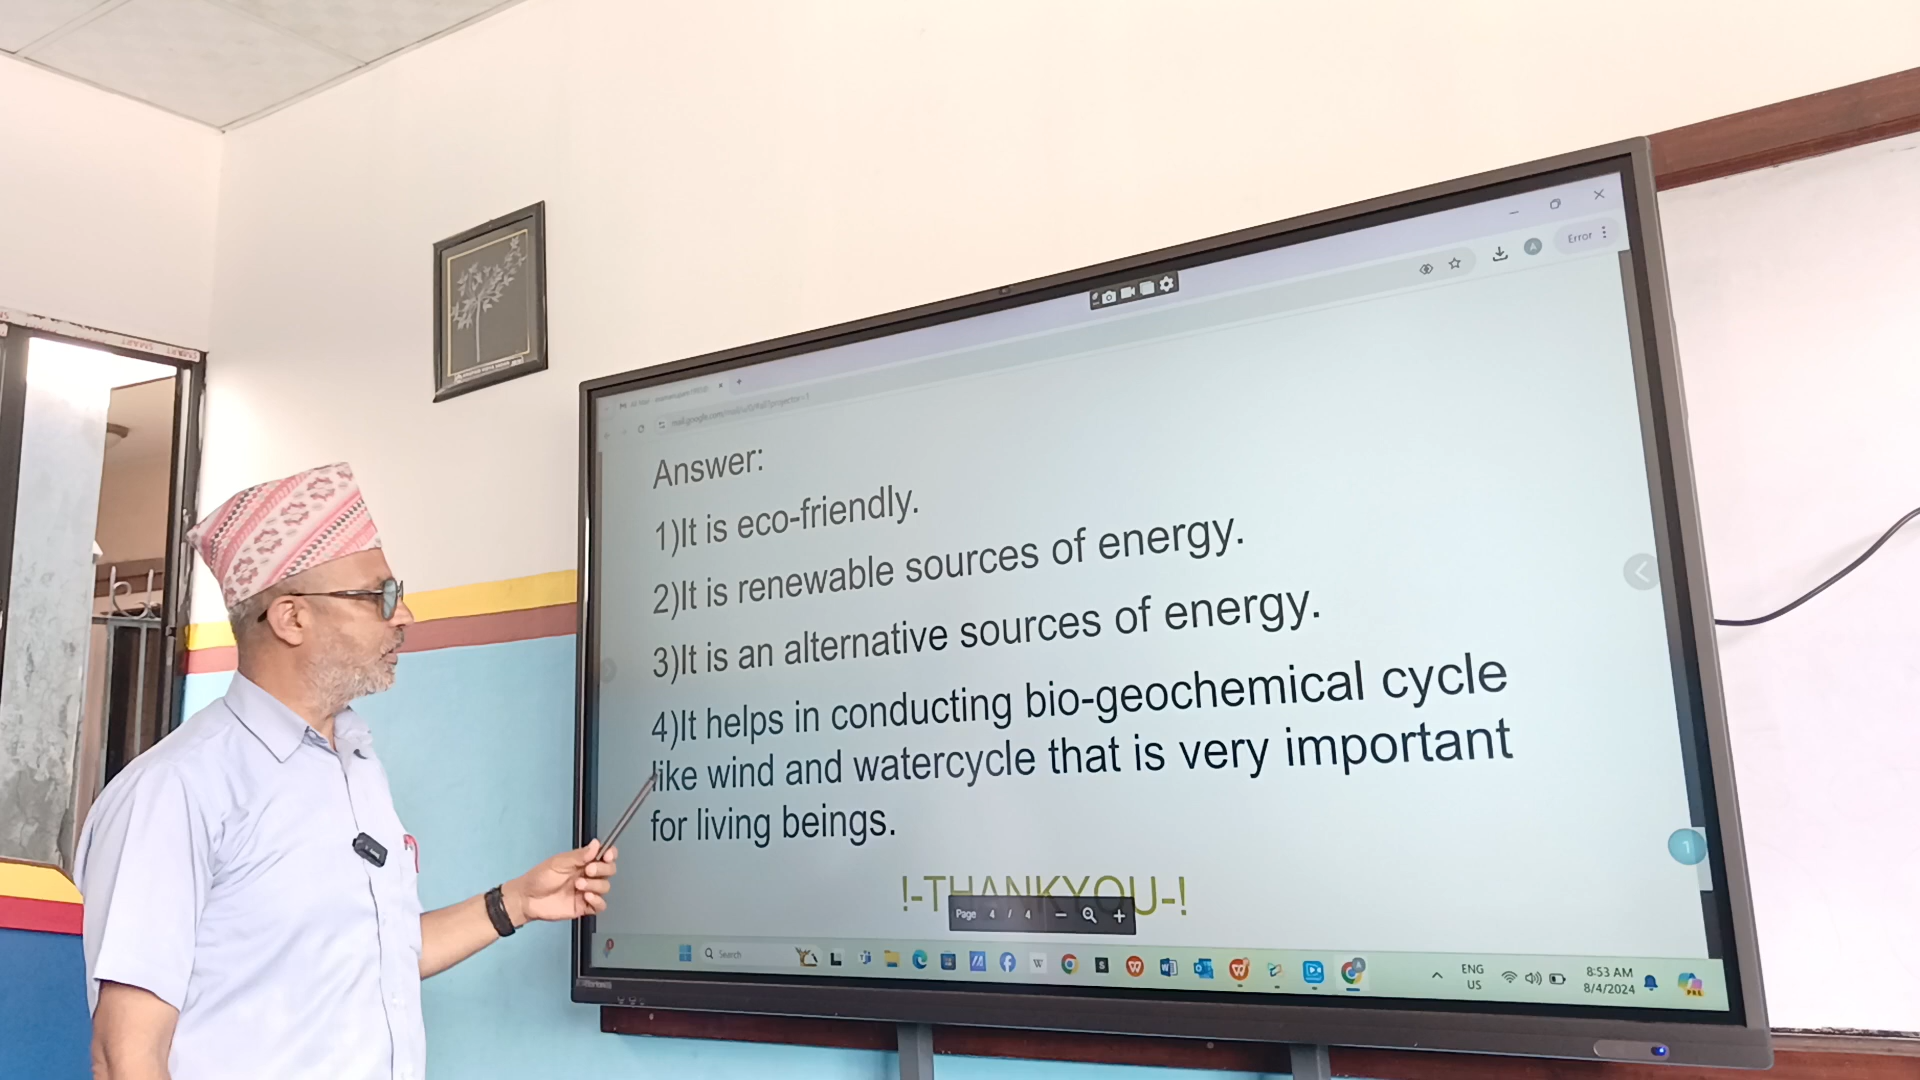 Error
Answer:
1)It is eco-friendly.
2)It is renewable sources of energy.
3)It is an alternative sources of energy.
4)It helps in conducting bio-geochemical cycle
like wind and watercycle that is very important
for living beings.
!-THANKYOU-!
Page 4 / 4
Search
ENG
US
8:53 AM
8/4/2024
1